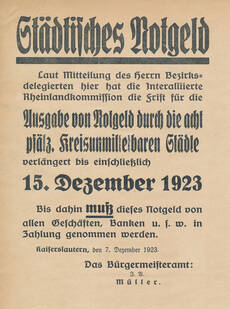 Städtisches Notgeld
Laut Mitteilung des Herrn Bezirks-
delegierten hier hat die Interalliierte
Rheinlandkommission die Frist für die
Ausgabe von Notgeld durch die acht
pfälz. Kreisunmittelbaren Städte
verlängert bis einschließlich
15. Dezember 1923
Bis dahin muß dieses Notgeld von
allen Geschäften, Banken u. s. w. in
Zahlung genommen werden.
Kaiserslautern, den 7. Dezember 1923.
Das Bürgermeisteramt:
J. V.
Müller.